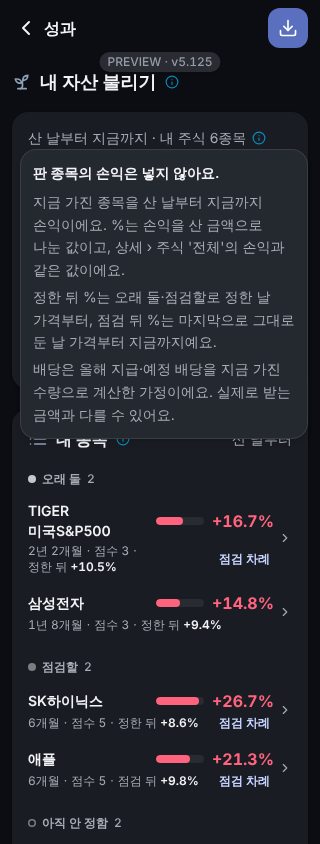 성과
PREVIEW · v5.125
내 자산 불리기
산 날부터 지금까지 · 내 주식 6종목
판 종목의 손익은 넣지 않아요.
지금 가진 종목을 산 날부터 지금까지
손익이에요. %는 손익을 산 금액으로
나눈 값이고, 상세 › 주식 '전체'의 손익과
같은 값이에요.
정한 뒤 %는 오래 둘·점검할로 정한 날
가격부터, 점검 뒤 %는 마지막으로 그대로
둔 날 가격부터 지금까지예요.
배당은 올해 지급·예정 배당을 지금 가진
수량으로 계산한 가정이에요. 실제로 받는
금액과 다를 수 있어요.
내 종목
산 날부터
오래 둘 2
TIGER
미국S&P500
+16.7%
2년 2개월 · 점수 3 ·
정한 뒤 +10.5%
점검 차례
삼성전자
+14.8%
1년 8개월 · 점수 3 · 정한 뒤 +9.4%
점검할 2
SK하이닉스
+26.7%
6개월 · 점수 5 · 정한 뒤 +8.6%
점검 차례
애플
+21.3%
6개월 · 점수 5 · 점검 뒤 +9.8%
점검 차례
아직 안 정함 2